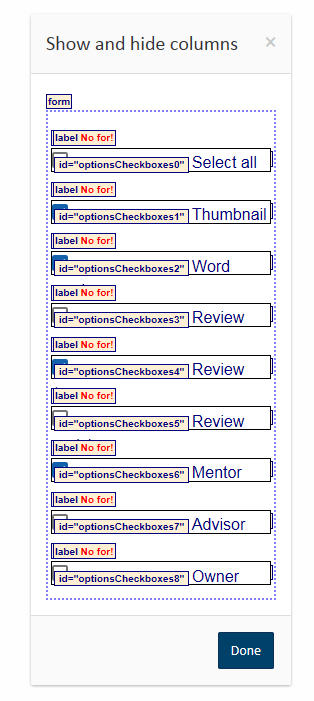 Show and hide columns ×
form
label No for!
id="optionsCheckboxes0" Select all
label No for!
id="optionsCheckboxes1" Thumbnail
label No for!
id="optionsCheckboxes2" Word
label No for!
id="optionsCheckboxes3" Review
label No for!
id="optionsCheckboxes4" Review
label No for!
id="optionsCheckboxes5" Review
label No for!
id="optionsCheckboxes6" Mentor
label No for!
id="optionsCheckboxes7" Advisor
label No for!
id="optionsCheckboxes8" Owner
Done